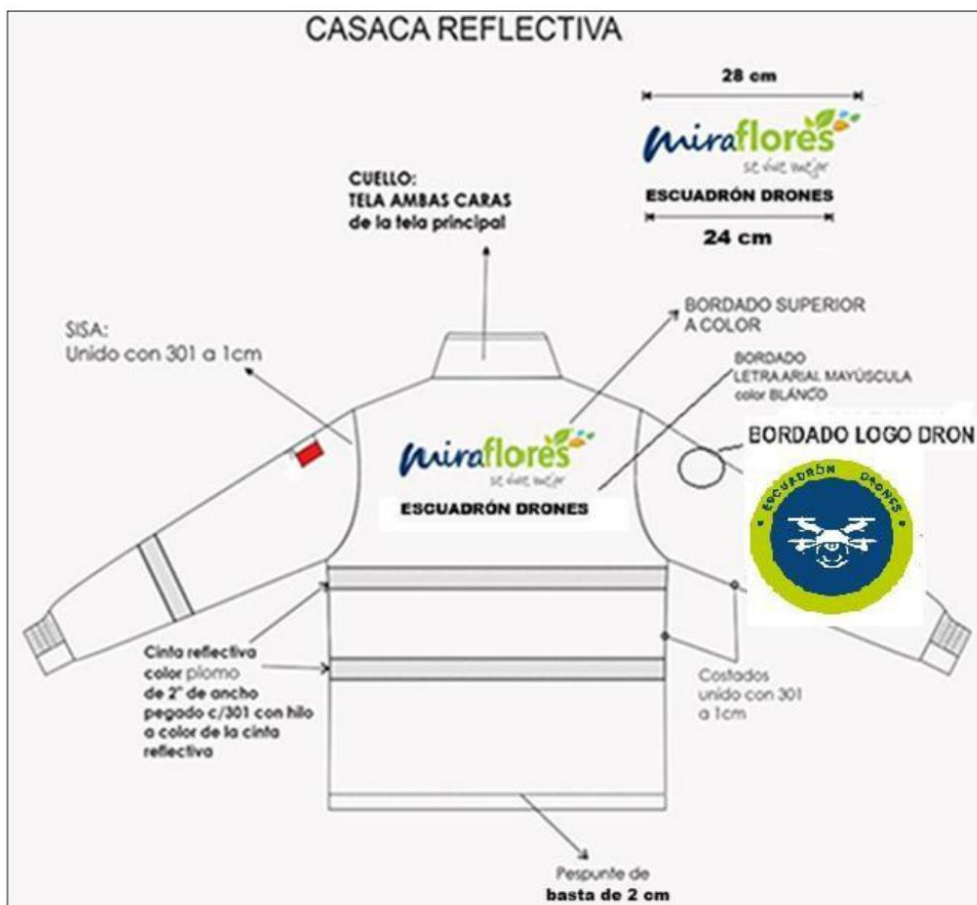 CASACA REFLECTIVA
28 cm
miraflores
se vive mejor
ESCUADRÓN DRONES
24 cm
CUELLO:
TELA AMBAS CARAS
de la tela principal
SISA:
Unido con 301 a 1cm
BORDADO SUPERIOR
A COLOR
BORDADO
LETRA ARIAL MAYÚSCULA
color BLÁNCO
BORDADO LOGO DRON
miraflores
se vive mejor
ESCUADRÓN DRONES
• ESCUADRÓN DRONES •
Cinta reflectiva
color plomo
de 2" de ancho
pegado c/301 con hilo
a color de la cinta
reflectiva
Costados
unido con 301
a 1cm
Pespunte de
basta de 2 cm